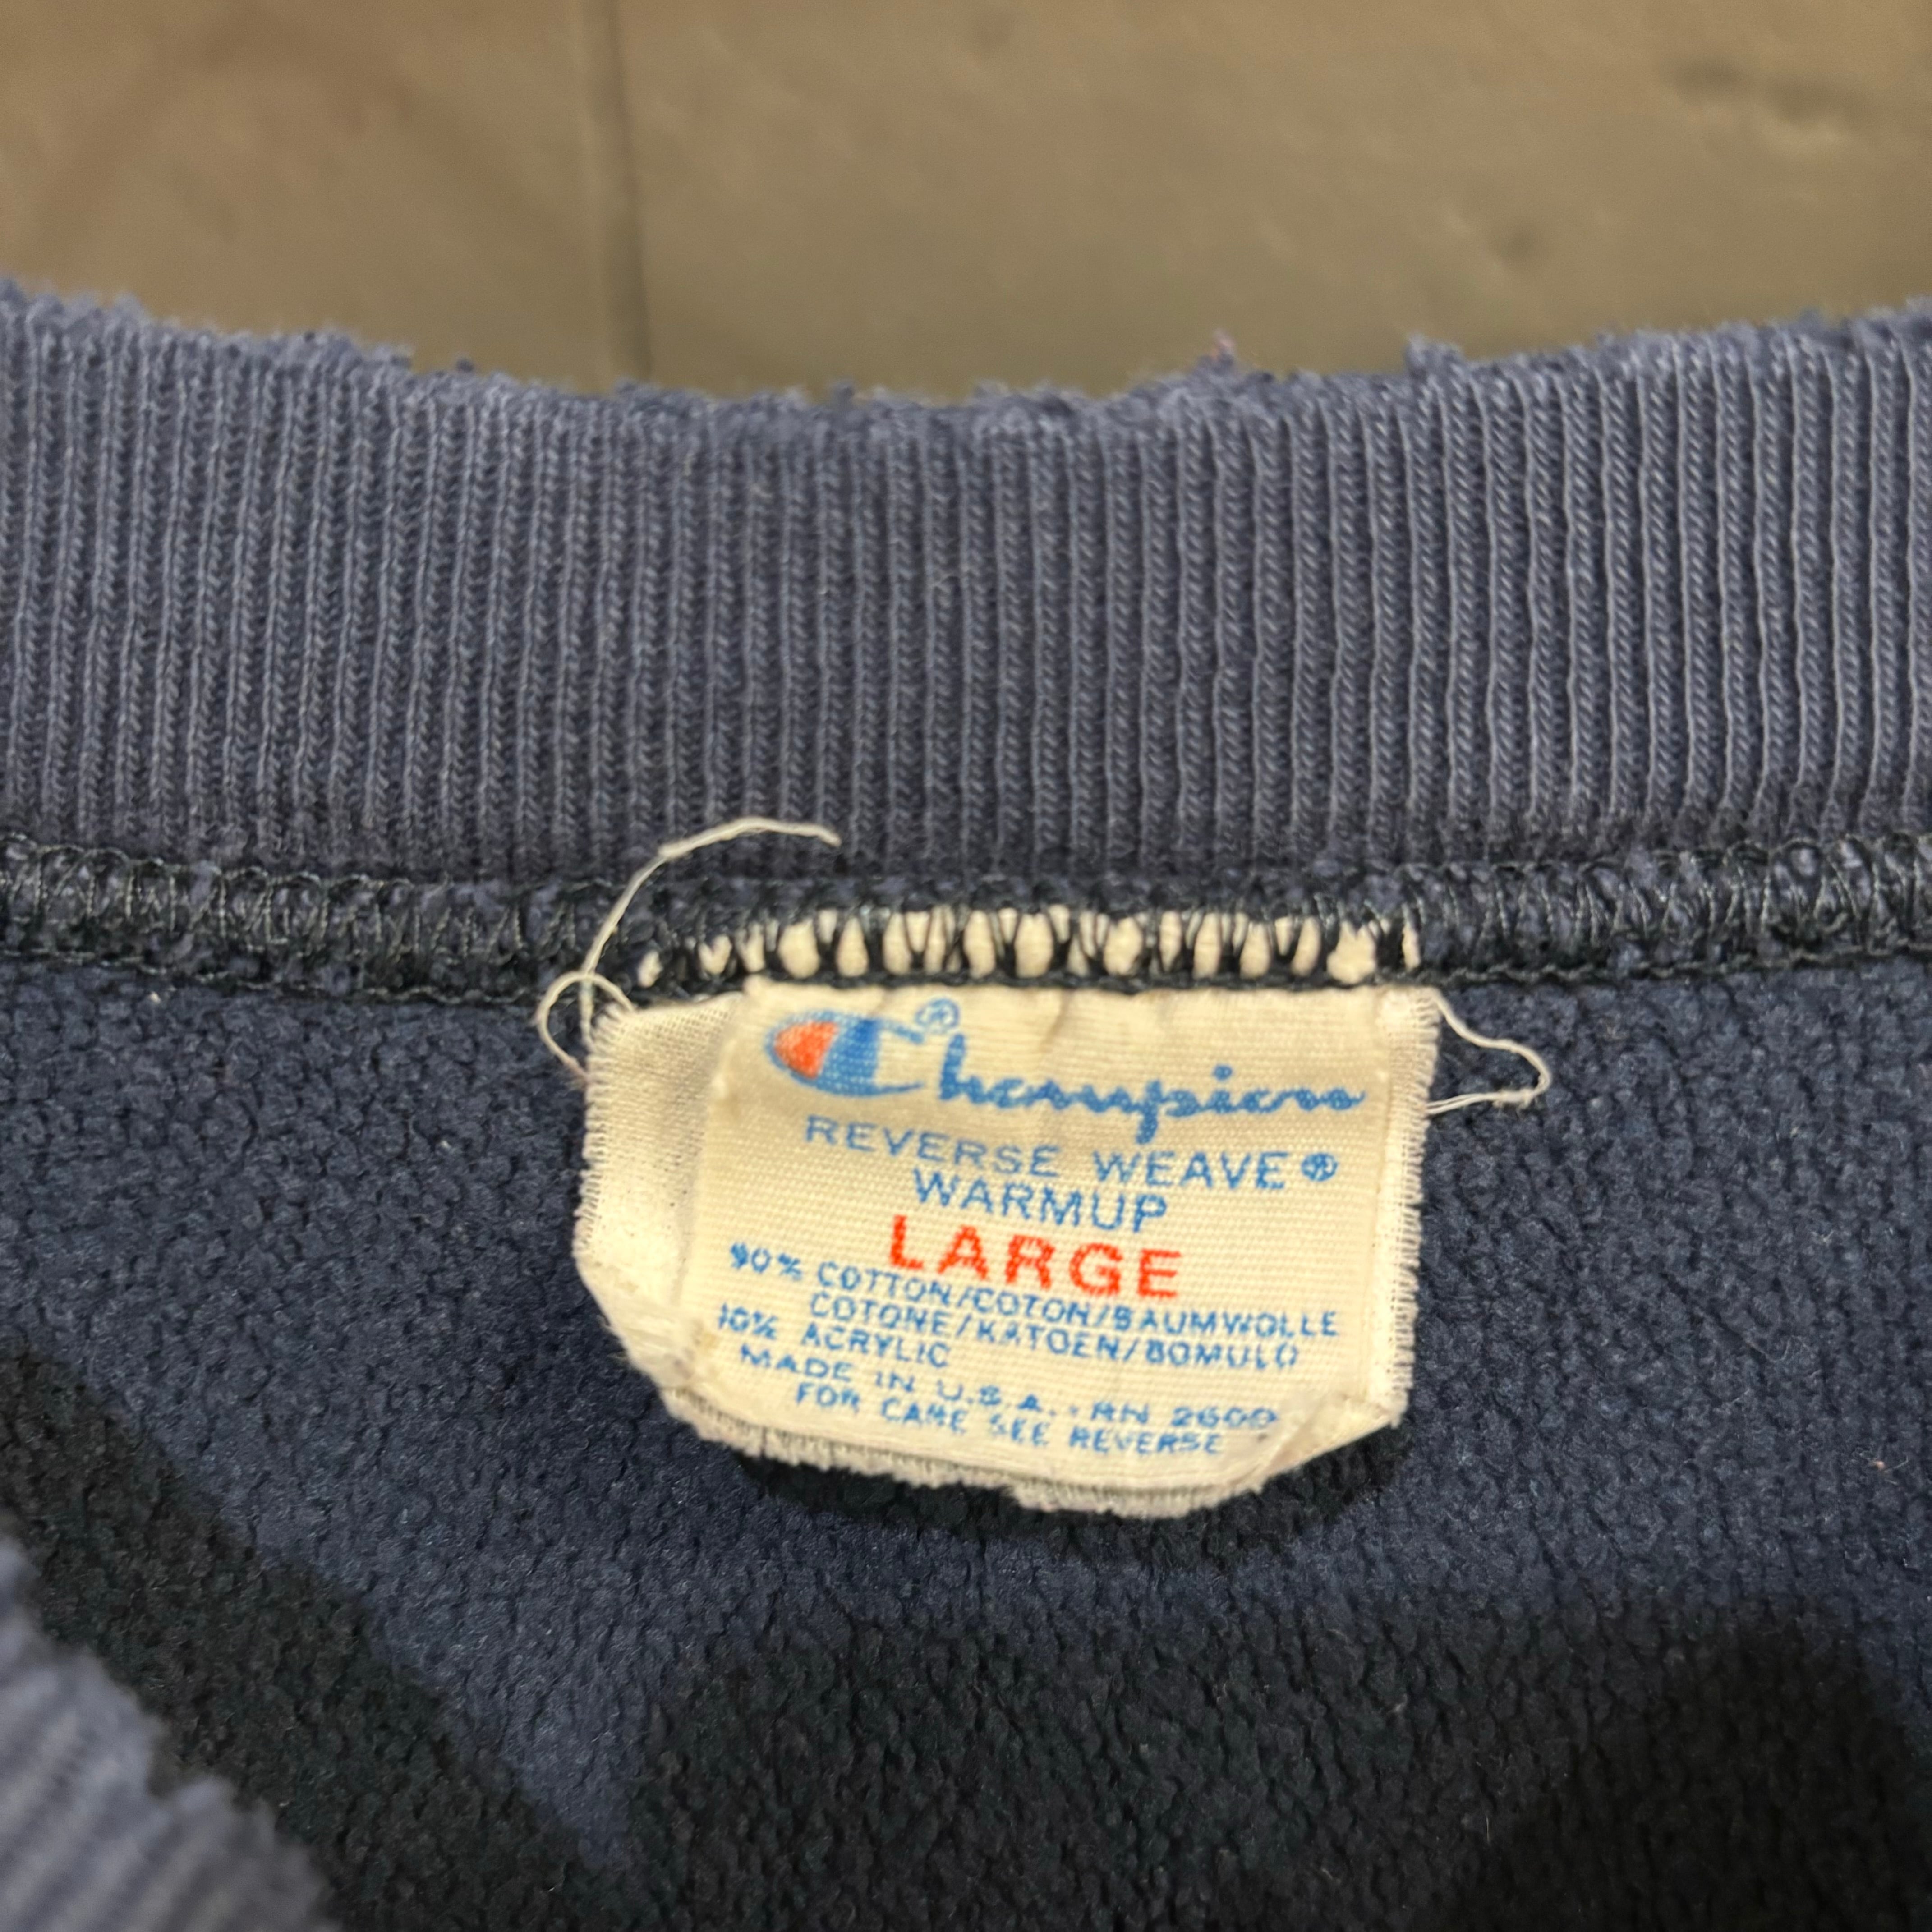 Champion®
REVERSE WEAVE®
WARMUP
LARGE
90% COTTON/COTON/BAUMWOLLE
COTONE/KATOEN/BOMULD
10% ACRYLIC
MADE IN U.S.A. · RN 26009
FOR CARE SEE REVERSE